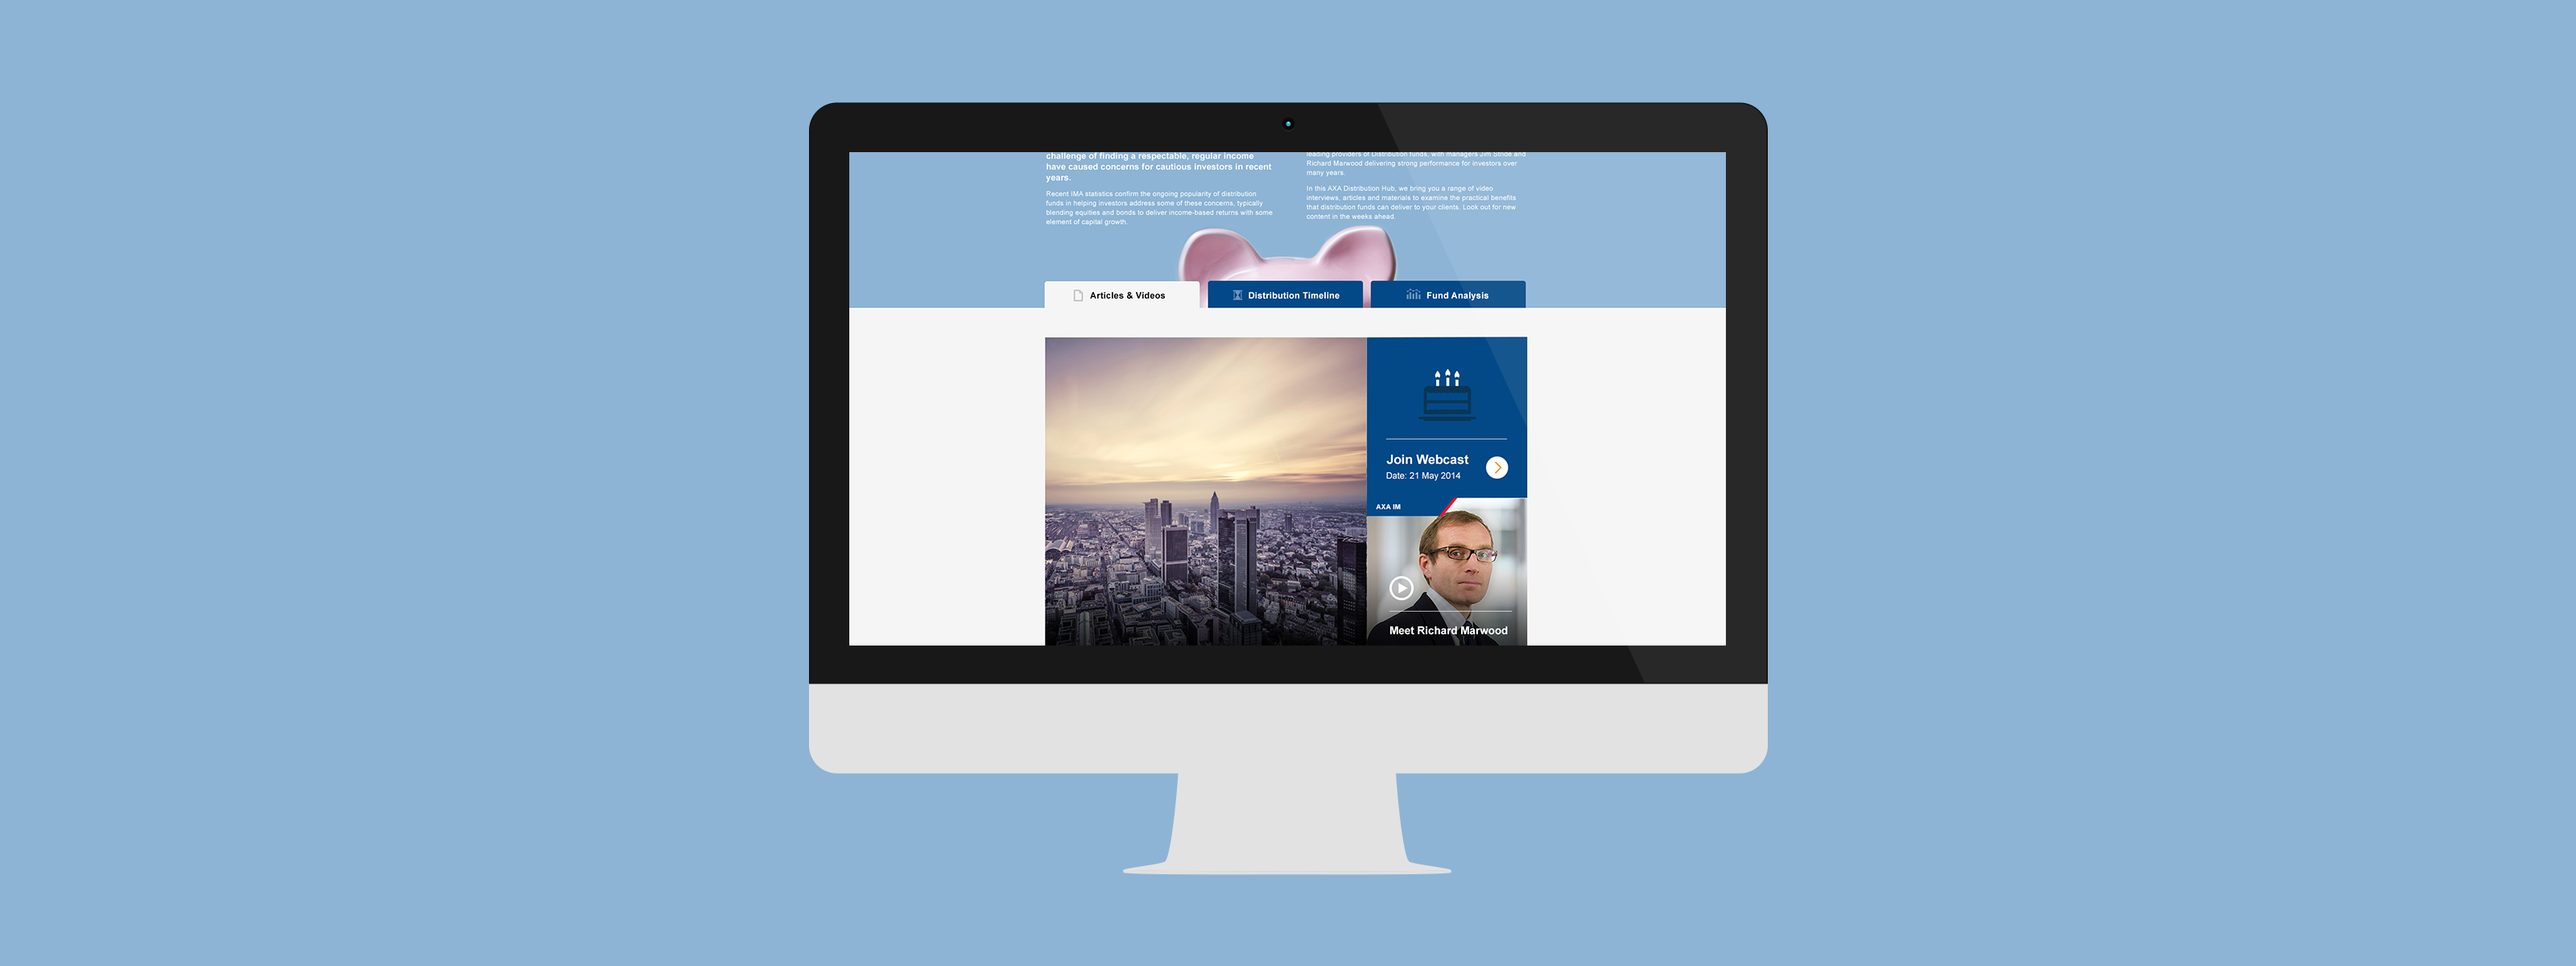 challenge of finding a respectable, regular income
have caused concerns for cautious investors in recent
years.
Recent IMA statistics confirm the ongoing popularity of distribution
funds in helping investors address some of these concerns, typically
blending equities and bonds to deliver income-based returns with some
element of capital growth.
leading providers of Distribution funds, with managers Jim Stride and
Richard Marwood delivering strong performance for investors over
many years.
In this AXA Distribution Hub, we bring you a range of video
interviews, articles and materials to examine the practical benefits
that distribution funds can deliver to your clients. Look out for new
content in the weeks ahead.
Articles & Videos
Distribution Timeline
Fund Analysis
Join Webcast
Date: 21 May 2014
AXA IM
Meet Richard Marwood